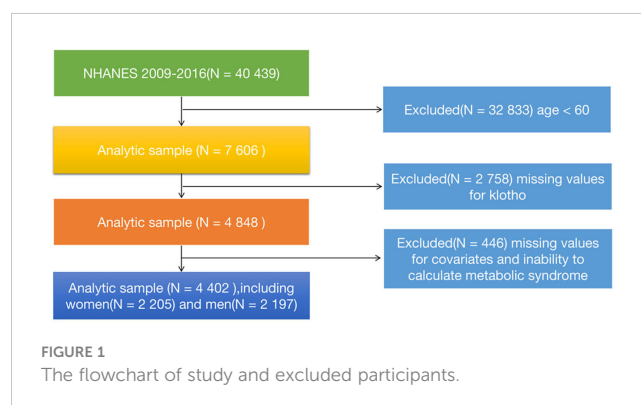 NHANES 2009-2016(N = 40 439)
Excluded(N = 32 833) age < 60
Analytic sample (N = 7 606 )
Excluded(N = 2 758) missing values
for klotho
Analytic sample (N = 4 848 )
Excluded(N = 446) missing values
for covariates and inability to
calculate metabolic syndrome
Analytic sample (N = 4 402 ),including
women(N = 2 205) and men(N = 2 197)
FIGURE 1
The flowchart of study and excluded participants.